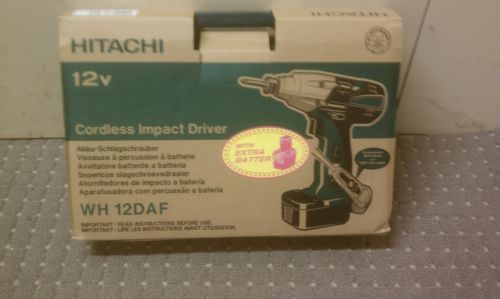 HITACHI
12v
Cordless Impact Driver
Akku-Schlagschrauber
Visseuse à percussion à batterie
Avvitatore battente a batteria
Snoerloze slagschroevedraaier
Atornilladores de impacto a batería
Aparafusadora com percussão a bateria
WITH
EXTRA
BATTERY
WH 12DAF
IMPORTANT : READ INSTRUCTIONS BEFORE USE.
IMPORTANT : LIRE LES INSTRUCTIONS AVANT UTILISATION.